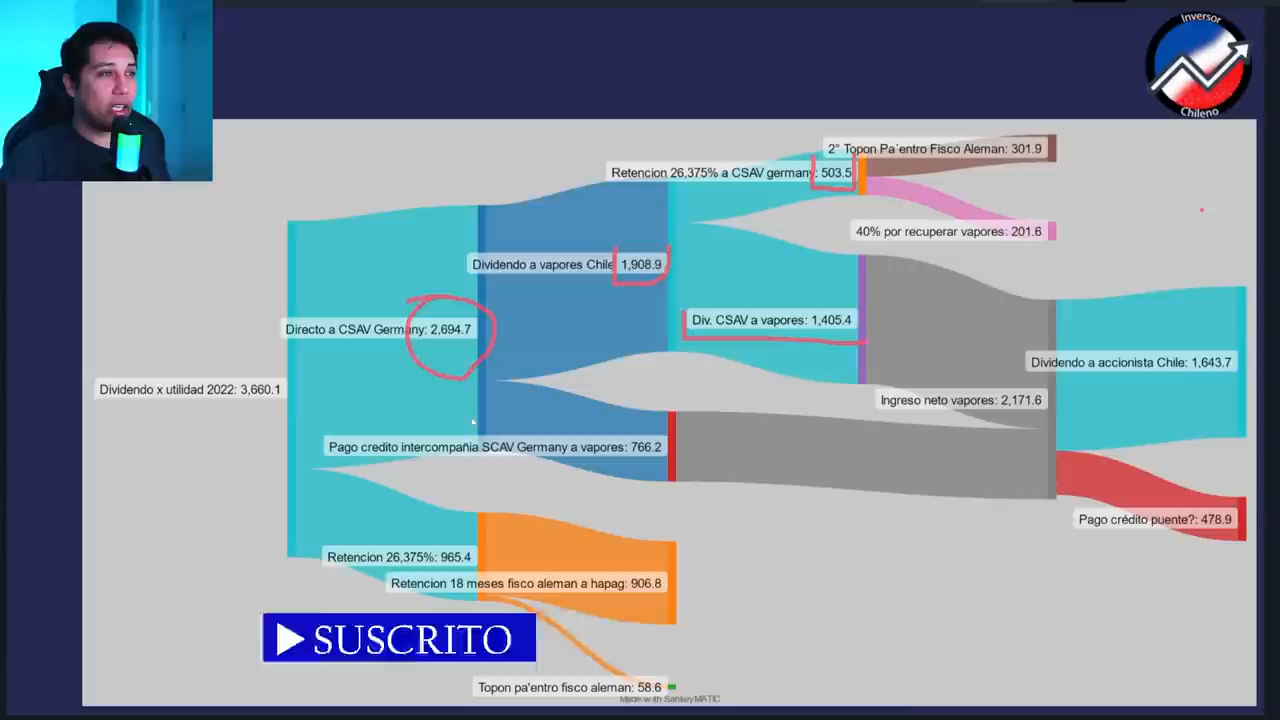 Inversor
Chileno
2° Topon Pa´entro Fisco Aleman: 301.9
Retencion 26,375% a CSAV germany: 503.5
40% por recuperar vapores: 201.6
Dividendo a vapores Chile 1,908.9
Div. CSAV a vapores: 1,405.4
Directo a CSAV Germany: 2,694.7
Dividendo a accionista Chile: 1,643.7
Dividendo x utilidad 2022: 3,660.1
Ingreso neto vapores: 2,171.6
Pago credito intercompañia SCAV Germany a vapores: 766.2
Pago crédito puente?: 478.9
Retencion 26,375%: 965.4
Retencion 18 meses fisco aleman a hapag: 906.8
SUSCRITO
Topon pa'entro fisco aleman: 58.6
Made with SankeyMATIC